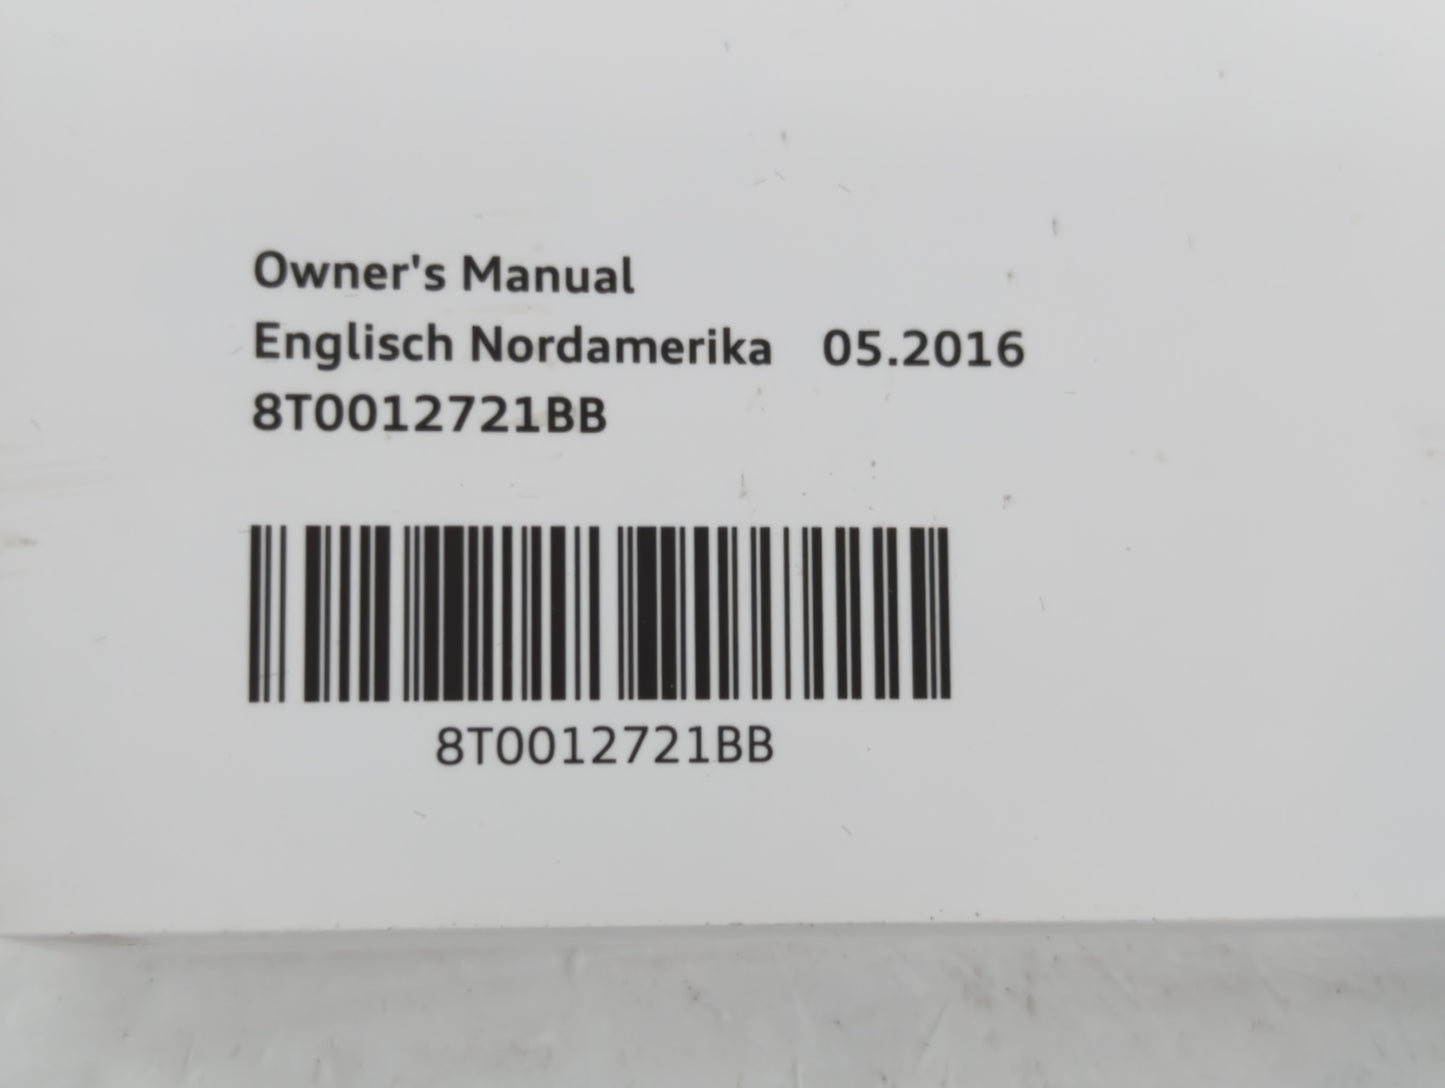 Owner's Manual
Englisch Nordamerika 05.2016
8T0012721BB
8T0012721BB